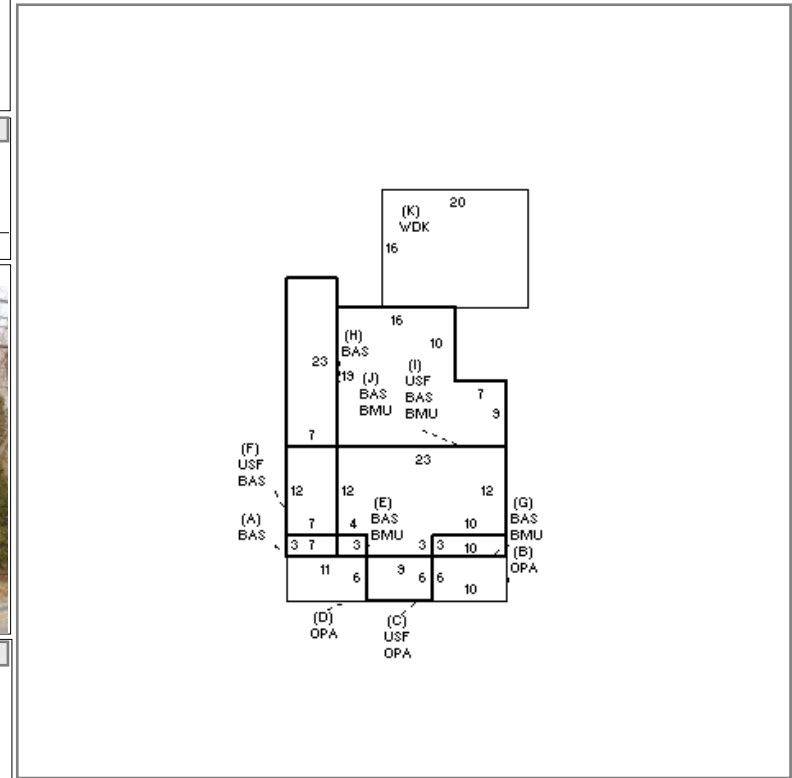 20
(K)
WDK
16
16
(H)
BAS
10
23
19
(J)
BAS
BMU
(I)
USF
BAS
BMU
7
9
7
23
(F)
USF
BAS
12
12
12
(E)
BAS
BMU
(A)
BAS
7
4
10
(G)
BAS
BMU
3
7
3
3
3
10
(B)
OPA
11
6
9
6
6
10
(D)
OPA
(C)
USF
OPA